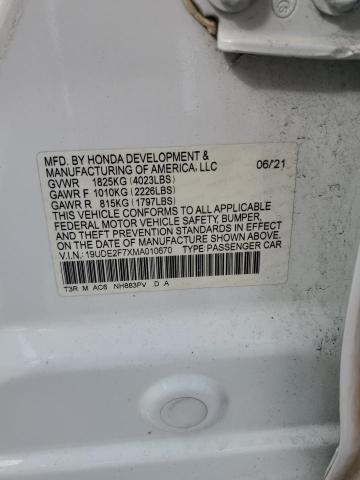 MFD. BY HONDA DEVELOPMENT &
MANUFACTURING OF AMERICA, LLC 06/21
GVWR 1825KG (4023LBS)
GAWR F 1010KG (2226LBS)
GAWR R 815KG (1797LBS)
THIS VEHICLE CONFORMS TO ALL APPLICABLE
FEDERAL MOTOR VEHICLE SAFETY, BUMPER,
AND THEFT PREVENTION STANDARDS IN EFFECT
ON THE DATE OF MANUFACTURE SHOWN ABOVE.
V.I.N.: 19UDE2F7XMA010670 TYPE PASSENGER CAR
T3R M AC6 NH883PV D A